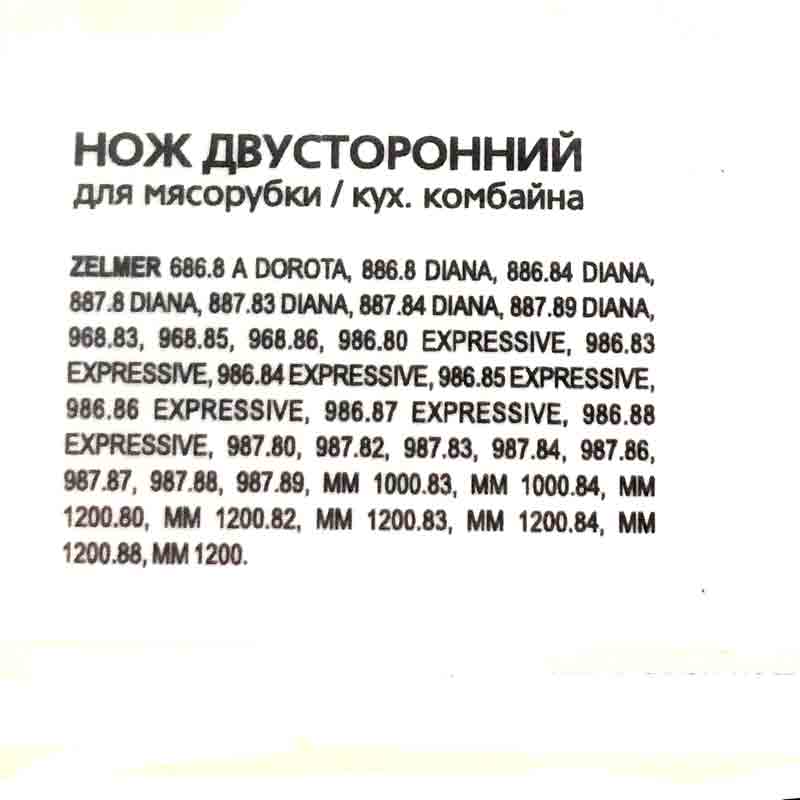 НОЖ ДВУСТОРОННИЙ
для мясорубки / кух. комбайна
ZELMER 686.8 A DOROTA, 886.8 DIANA, 886.84 DIANA,
887.8 DIANA, 887.83 DIANA, 887.84 DIANA, 887.89 DIANA,
968.83, 968.85, 968.86, 986.80 EXPRESSIVE, 986.83
EXPRESSIVE, 986.84 EXPRESSIVE, 986.85 EXPRESSIVE,
986.86 EXPRESSIVE, 986.87 EXPRESSIVE, 986.88
EXPRESSIVE, 987.80, 987.82, 987.83, 987.84, 987.86,
987.87, 987.88, 987.89, MM 1000.83, MM 1000.84, MM
1200.80, MM 1200.82, MM 1200.83, MM 1200.84, MM
1200.88, MM 1200.